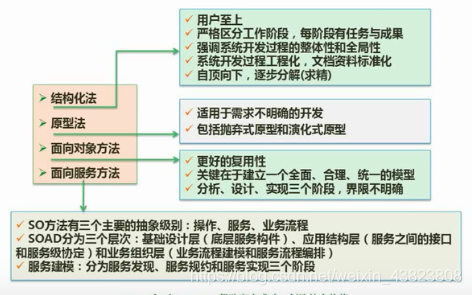 用户至上
严格区分工作阶段，每阶段有任务与成果
强调系统开发过程的整体性和全局性
系统开发过程工程化，文档资料标准化
自顶向下，逐步分解(求精)
结构化法
原型法
面向对象方法
面向服务方法
适用于需求不明确的开发
包括抛弃式原型和演化式原型
更好的复用性
关键在于建立一个全面、合理、统一的模型
分析、设计、实现三个阶段，界限不明确
SO方法有三个主要的抽象级别：操作、服务、业务流程
SOAD分为三个层次：基础设计层（底层服务构件）、应用结构层（服务之间的接口
和服务级协定）和业务组织层（业务流程建模和服务流程编排）
服务建模：分为服务发现、服务规约和服务实现三个阶段
https://blog.csdn.net/weixin_43823808